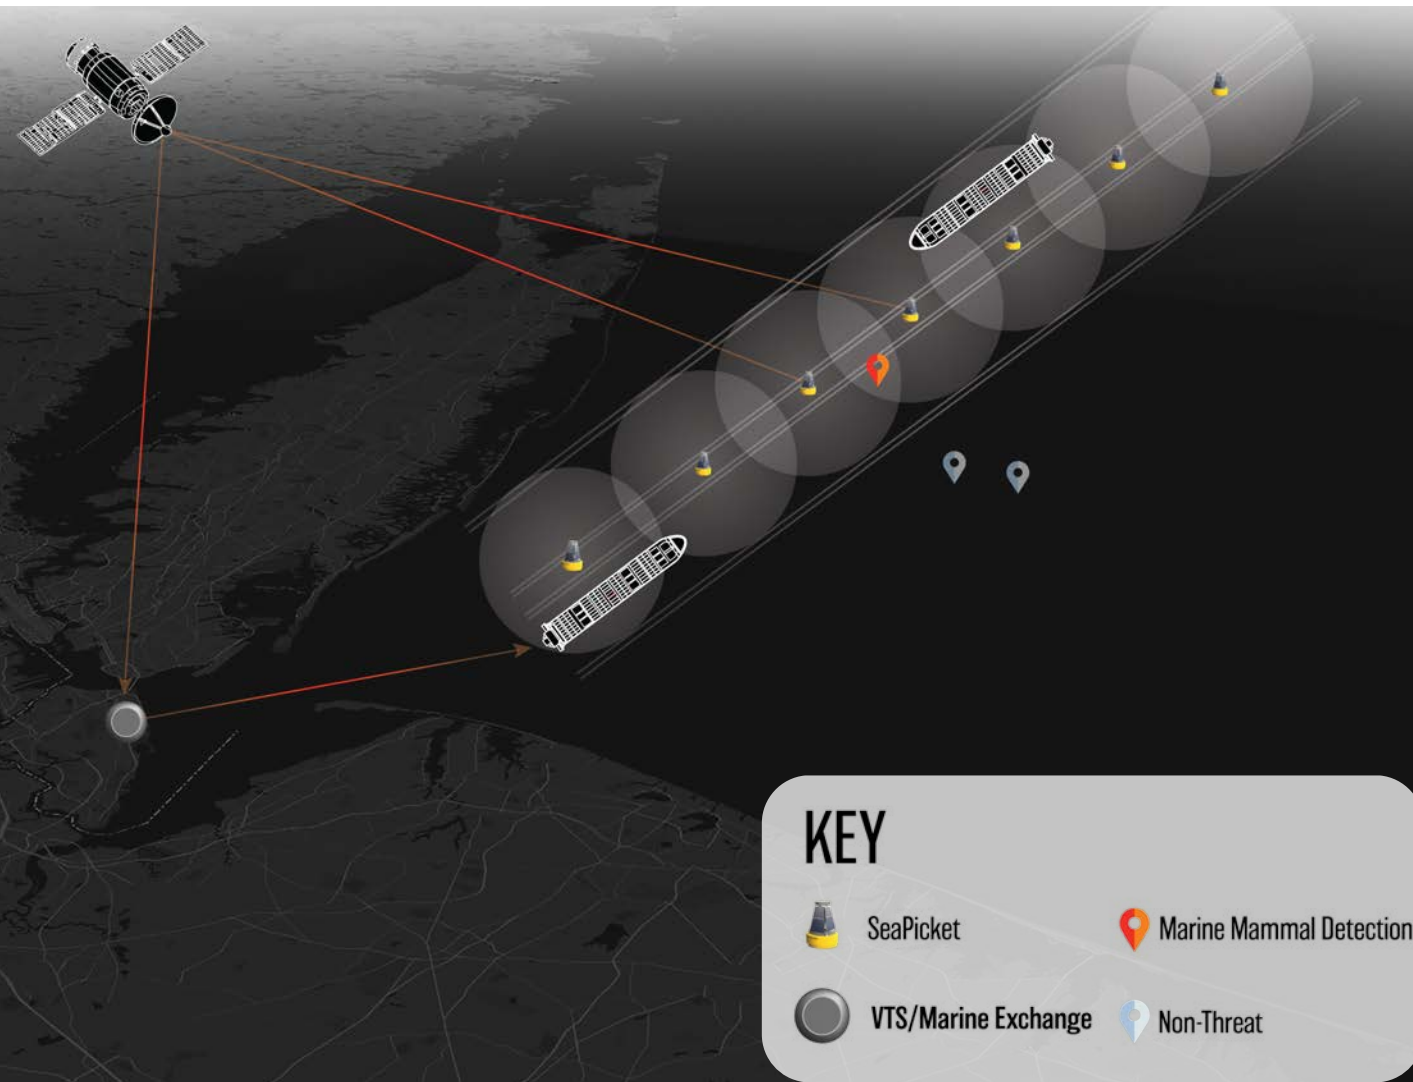 KEY
SeaPicket
Marine Mammal Detection
VTS/Marine Exchange
Non-Threat